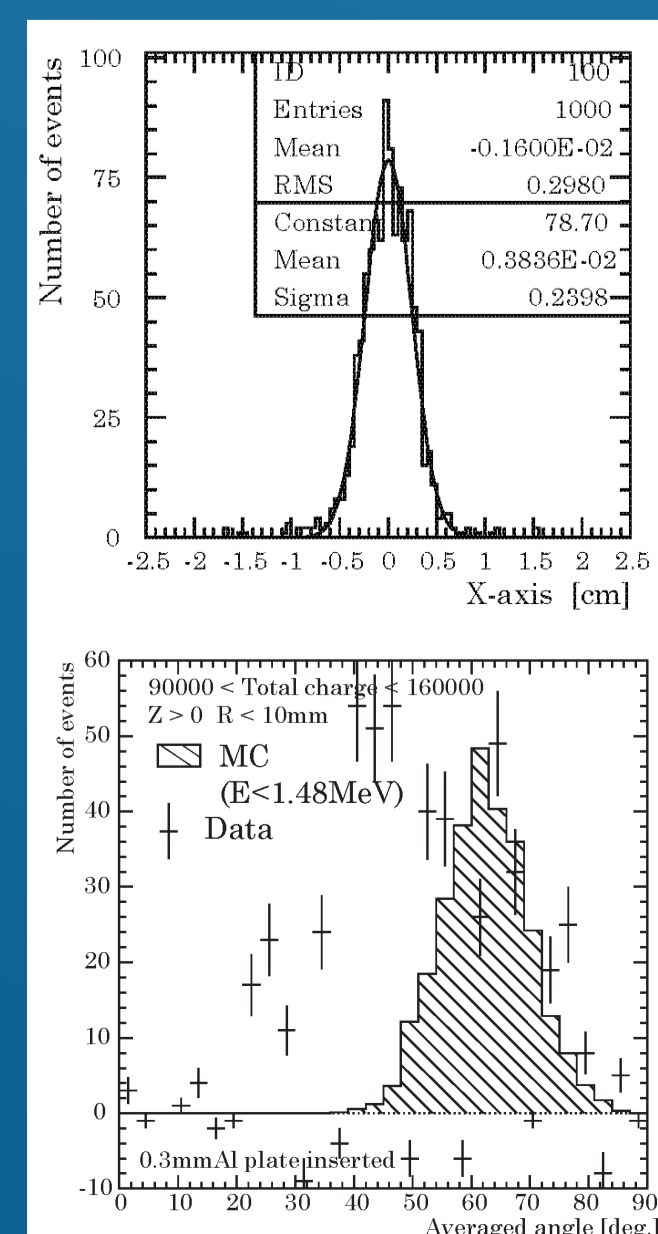 Number of events
100
75
50
25
0
ID 100
Entries 1000
Mean -0.1600E-02
RMS 0.2980
Constant 78.70
Mean 0.3836E-02
Sigma 0.2398
-2.5 -2 -1.5 -1 -0.5 0 0.5 1 1.5 2 2.5
X-axis [cm]
Number of events
60
50
40
30
20
10
0
-10
90000 < Total charge < 160000
Z > 0 R < 10mm
MC
(E<1.48MeV)
Data
0.3mmAl plate inserted
0 10 20 30 40 50 60 70 80 90
Averaged angle [deg.]